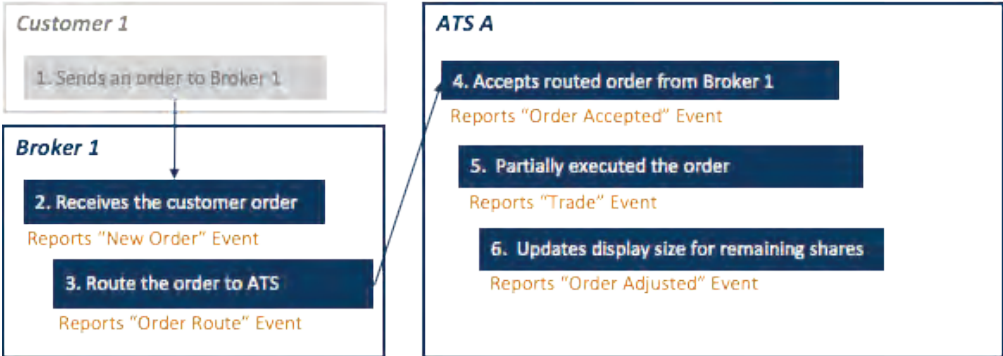 Customer 1
1. Sends an order to Broker 1
Broker 1
2. Receives the customer order
Reports "New Order" Event
3. Route the order to ATS
Reports "Order Route" Event
ATS A
4. Accepts routed order from Broker 1
Reports "Order Accepted" Event
5. Partially executed the order
Reports "Trade" Event
6. Updates display size for remaining shares
Reports "Order Adjusted" Event